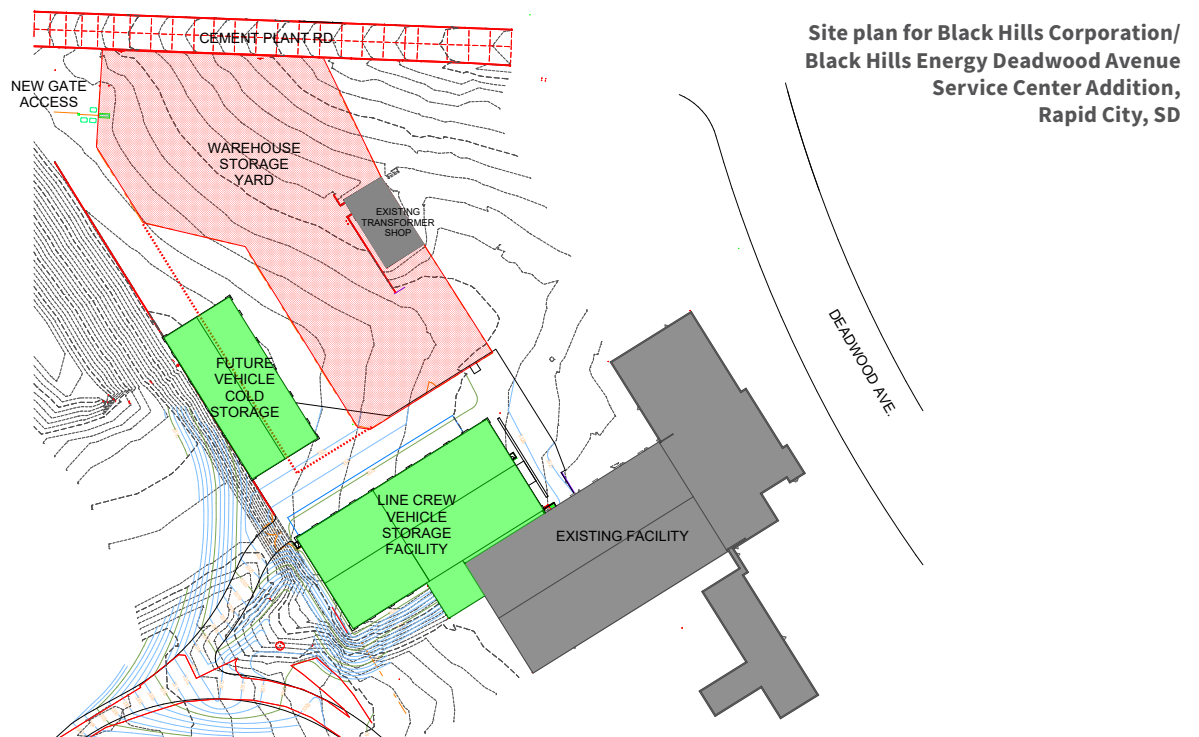 Site plan for Black Hills Corporation/
Black Hills Energy Deadwood Avenue
Service Center Addition,
Rapid City, SD
CEMENT PLANT RD.
NEW GATE
ACCESS
WAREHOUSE
STORAGE
YARD
EXISTING
TRANSFORMER
SHOP
DEADWOOD AVE.
FUTURE
VEHICLE
COLD
STORAGE
LINE CREW
VEHICLE
STORAGE
FACILITY
EXISTING FACILITY